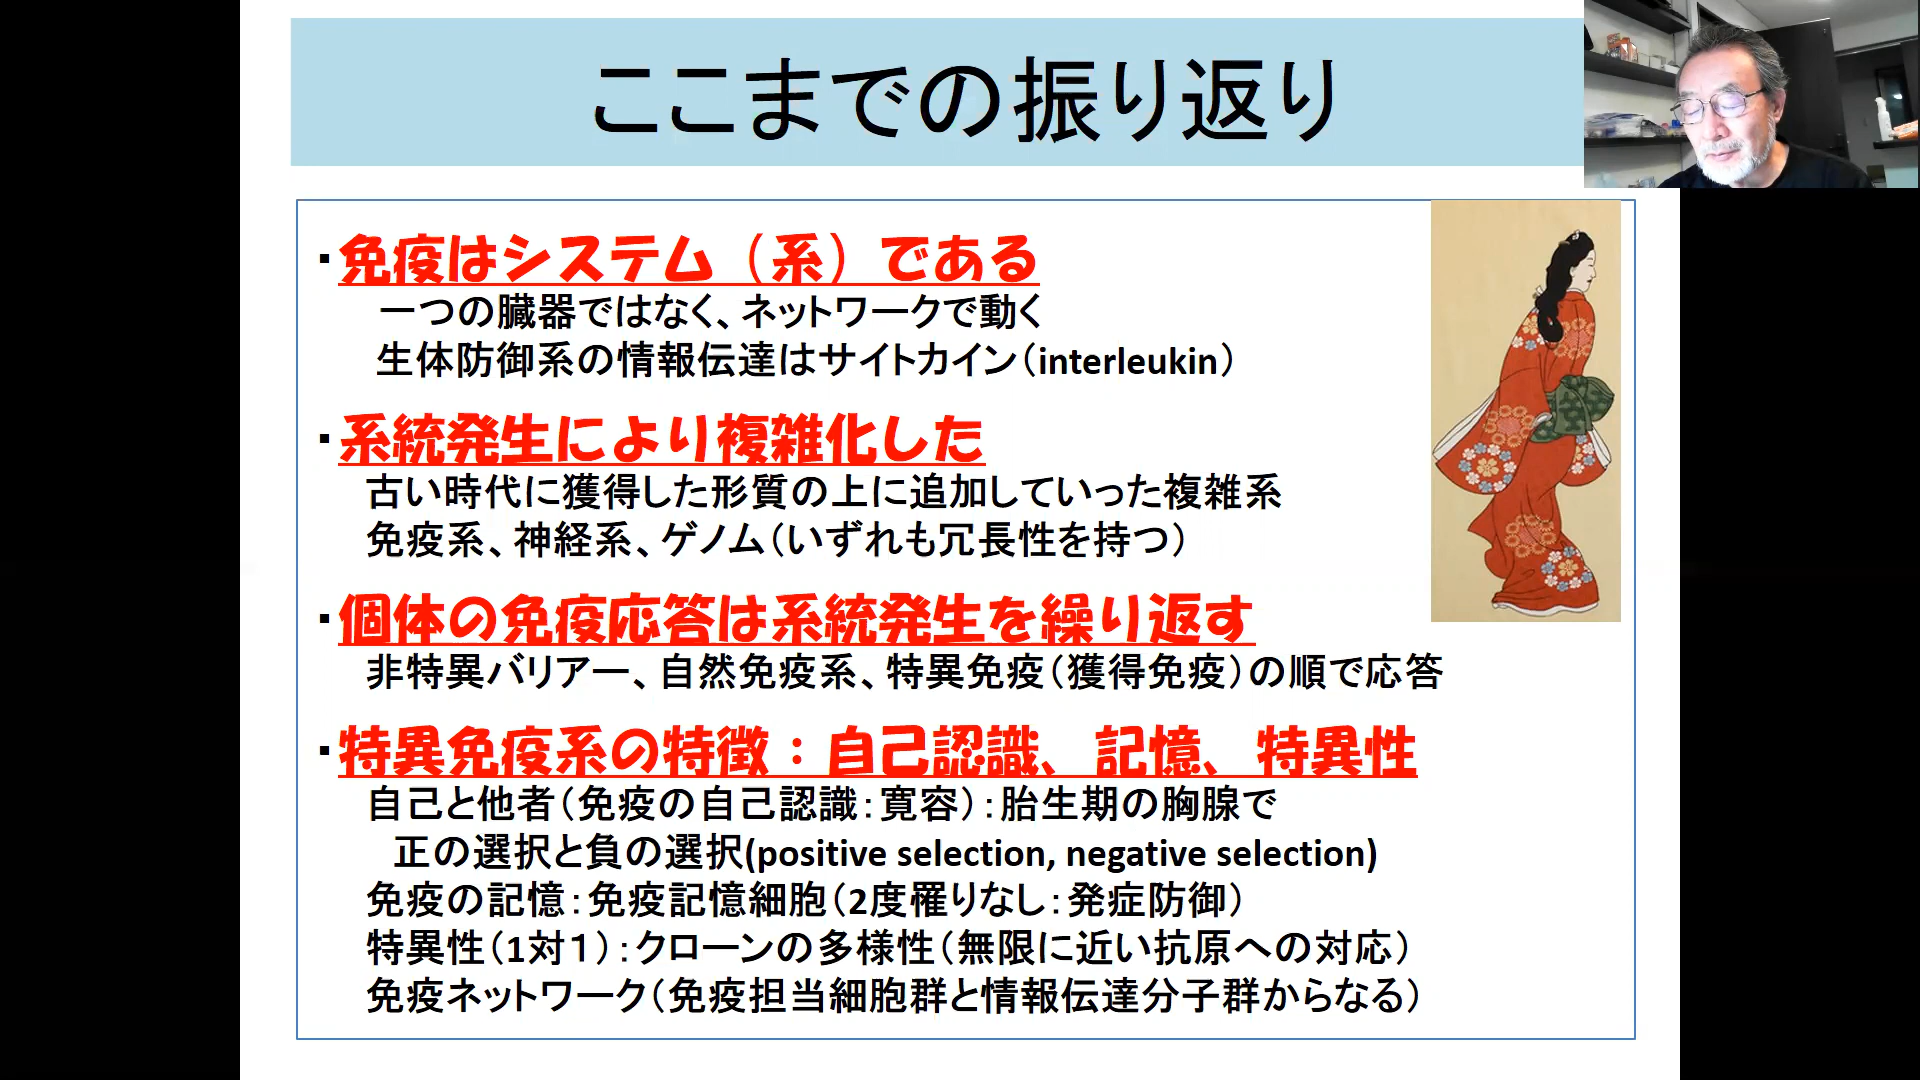 ここまでの振り返り
・免疫はシステム（系）である
一つの臓器ではなく、ネットワークで動く
生体防御系の情報伝達はサイトカイン（interleukin）
・系統発生により複雑化した
古い時代に獲得した形質の上に追加していった複雑系
免疫系、神経系、ゲノム（いずれも冗長性を持つ）
・個体の免疫応答は系統発生を繰り返す
非特異バリアー、自然免疫系、特異免疫（獲得免疫）の順で応答
・特異免疫系の特徴：自己認識、記憶、特異性
自己と他者（免疫の自己認識：寛容）：胎生期の胸腺で
正の選択と負の選択(positive selection, negative selection)
免疫の記憶：免疫記憶細胞（2度罹りなし：発症防御）
特異性（1対１）：クローンの多様性（無限に近い抗原への対応）
免疫ネットワーク（免疫担当細胞群と情報伝達分子群からなる）